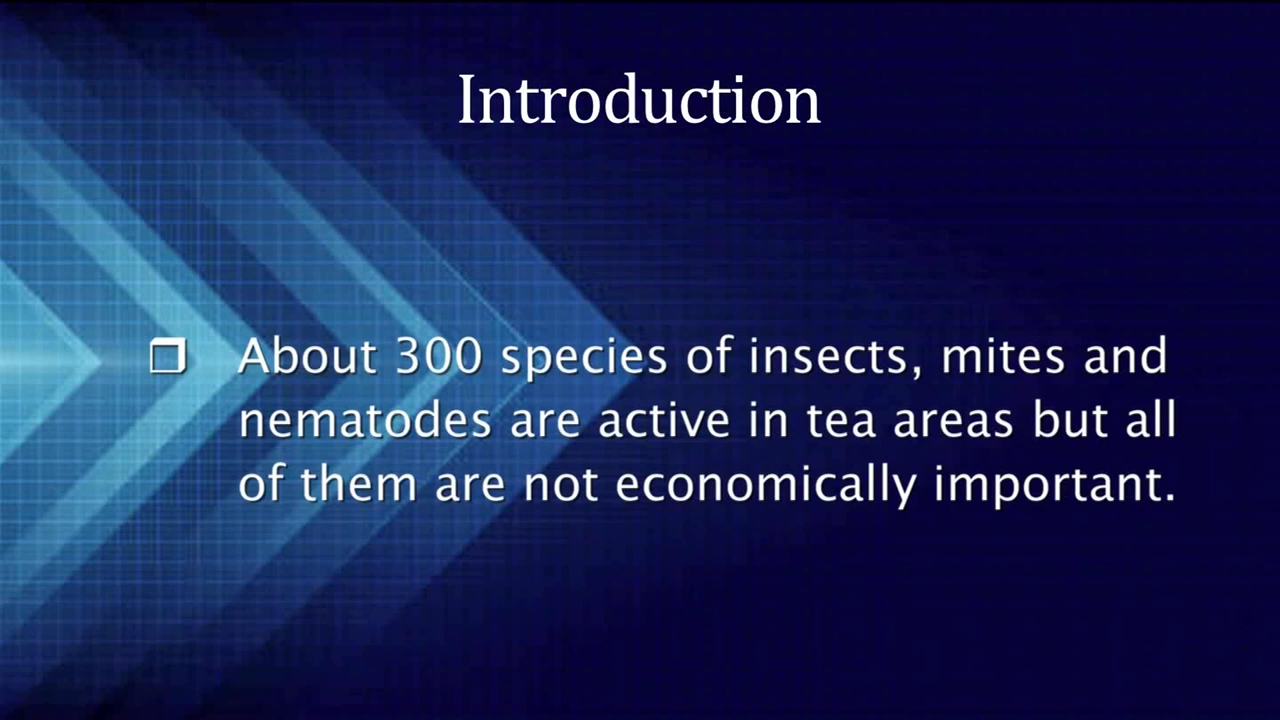 Introduction
❒ About 300 species of insects, mites and
nematodes are active in tea areas but all
of them are not economically important.